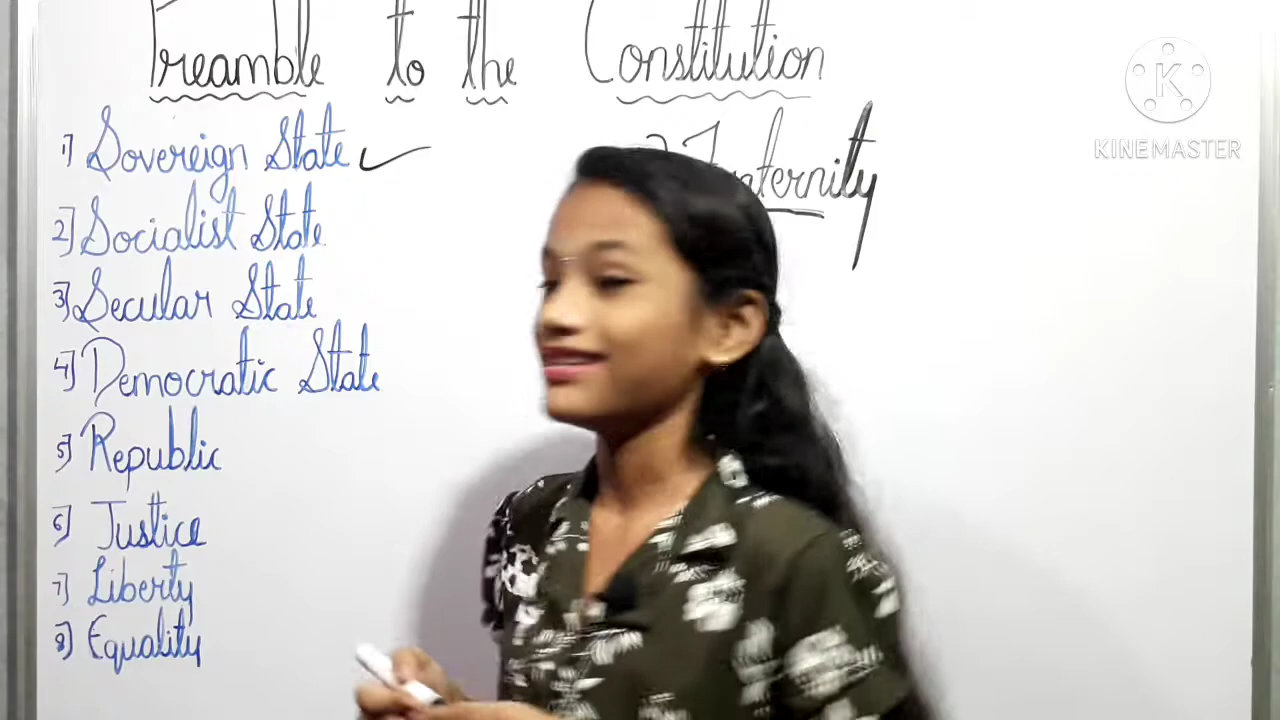 Preamble to the Constitution
1) Sovereign State
2] Socialist State
3] Secular State
4] Democratic State
5] Republic
6] Justice
7] Liberty
8] Equality
K
KINEMASTER